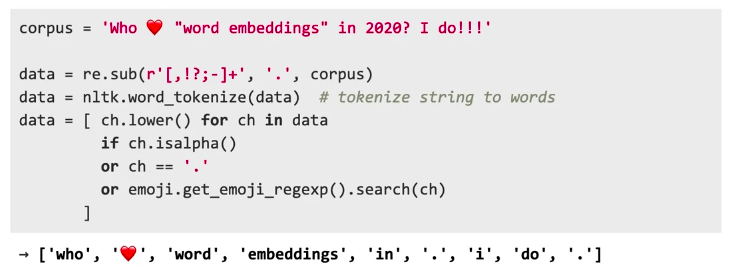 corpus = 'Who ❤️ "word embeddings" in 2020? I do!!!'
data = re.sub(r'[,!?;-]+', '.', corpus)
data = nltk.word_tokenize(data)  # tokenize string to words
data = [ ch.lower() for ch in data
if ch.isalpha()
or ch == '.'
or emoji.get_emoji_regexp().search(ch)
]
→ ['who', '❤️', 'word', 'embeddings', 'in', '.', 'i', 'do', '.']